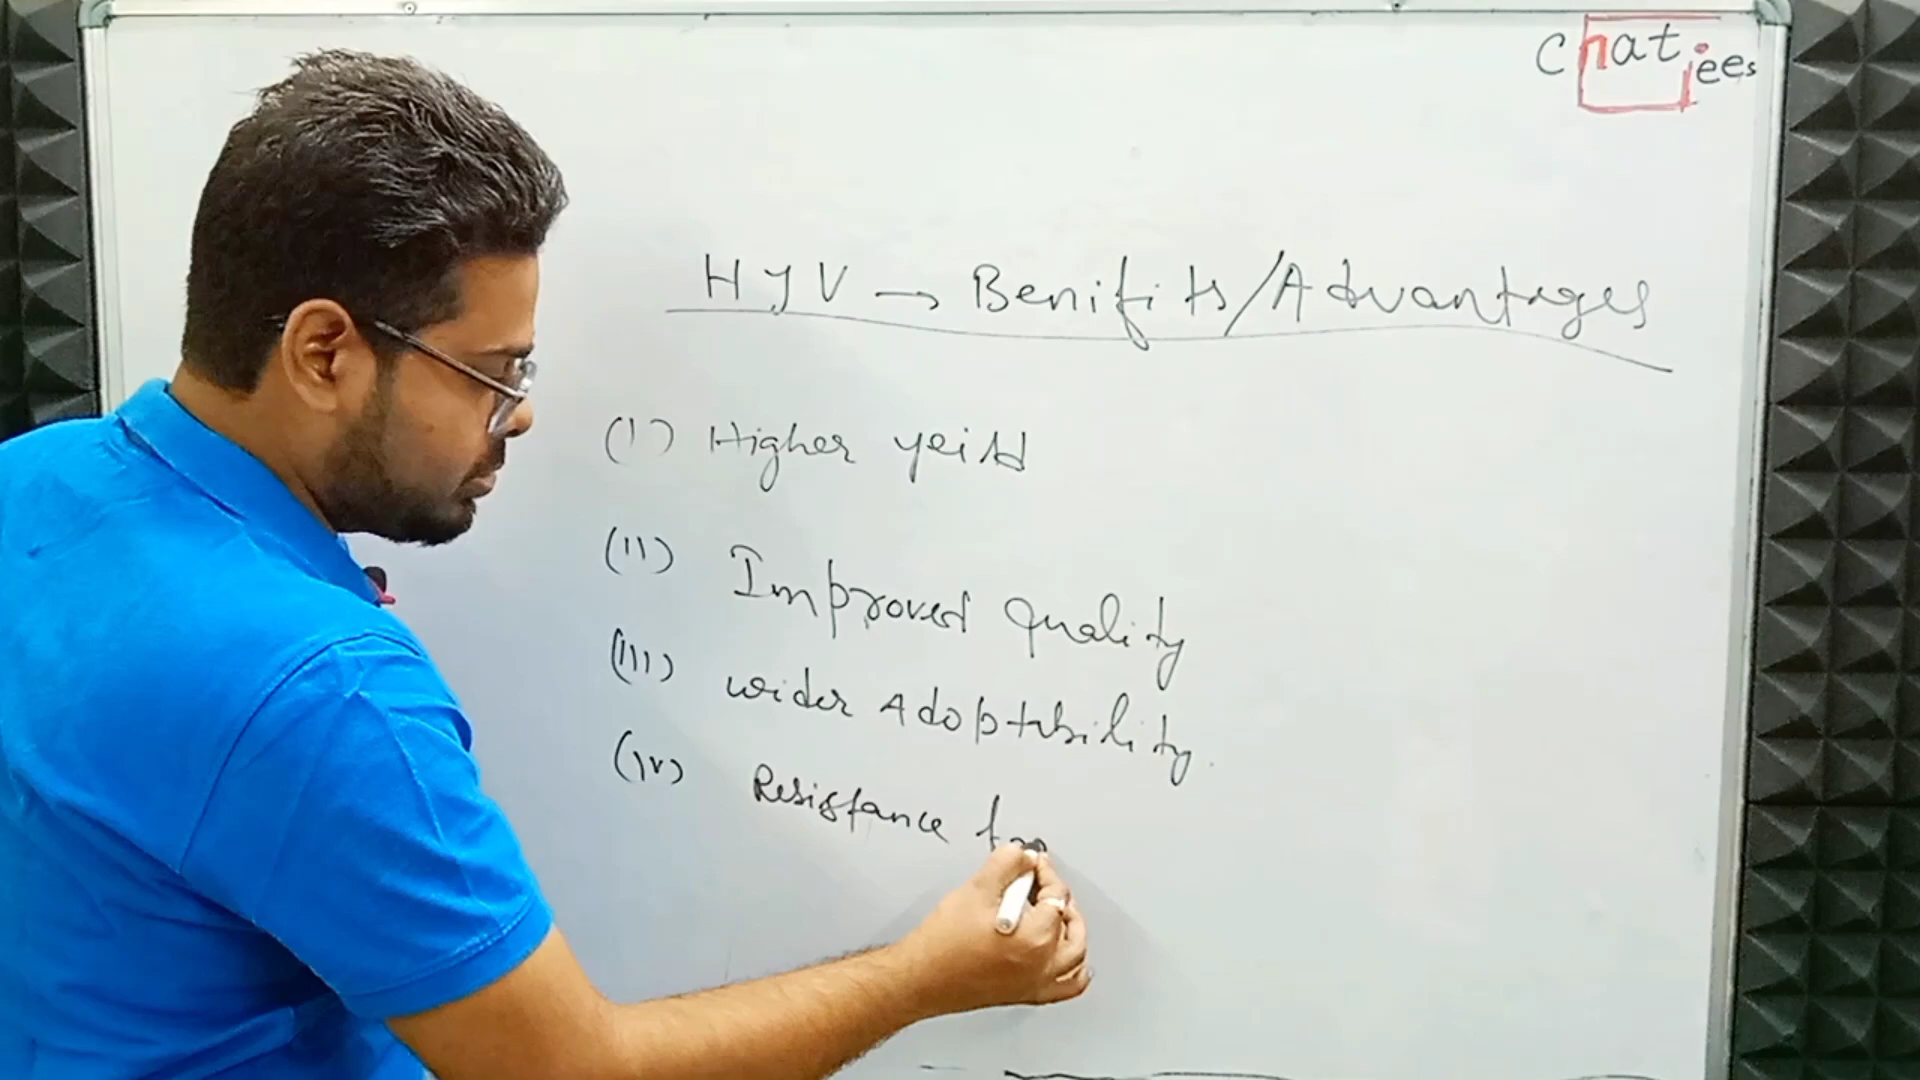 Chatjees
HYV → Benifits/Advantages
(I) Higher yeild
(II) Improved quality
(III) wider Adoptability.
(IV) Resistance